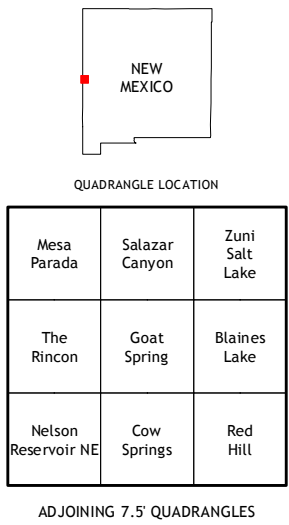 NEW
MEXICO
QUADRANGLE LOCATION
Mesa
Parada
Salazar
Canyon
Zuni
Salt
Lake
The
Rincon
Goat
Spring
Blaines
Lake
Nelson
Reservoir NE
Cow
Springs
Red
Hill
ADJOINING 7.5' QUADRANGLES